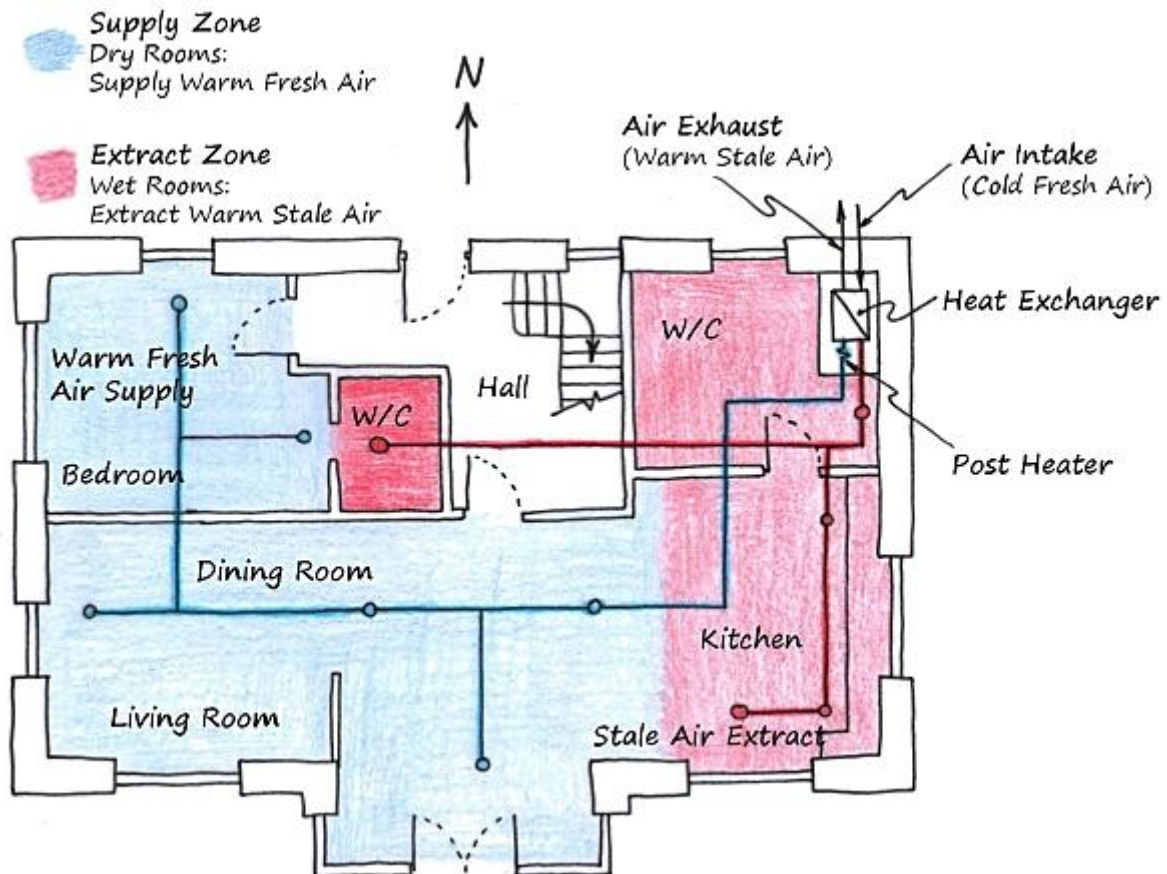 Supply Zone
Dry Rooms:
Supply Warm Fresh Air
N
Extract Zone
Wet Rooms:
Extract Warm Stale Air
Air Exhaust
(Warm Stale Air)
Air Intake
(Cold Fresh Air)
Heat Exchanger
W/C
Warm Fresh
Air Supply
Hall
W/C
Bedroom
Post Heater
Dining Room
Kitchen
Living Room
Stale Air Extract